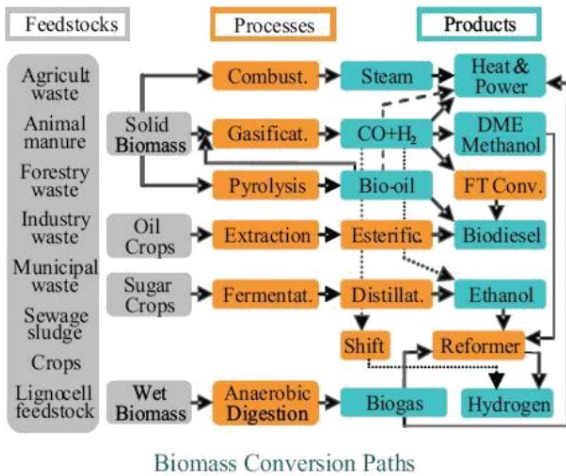 Feedstocks
Processes
Products
Agricult
waste
Animal
manure
Forestry
waste
Industry
waste
Municipal
waste
Sewage
sludge
Crops
Lignocell
feedstock
Solid
Biomass
Oil
Crops
Sugar
Crops
Wet
Biomass
Combust.
Steam
Heat &
Power
Gasificat.
CO+H₂
DME
Methanol
Pyrolysis
Bio-oil
FT Conv.
Extraction
Esterific.
Biodiesel
Fermentat.
Distillat.
Ethanol
Shift
Reformer
Anaerobic
Digestion
Biogas
Hydrogen
Biomass Conversion Paths